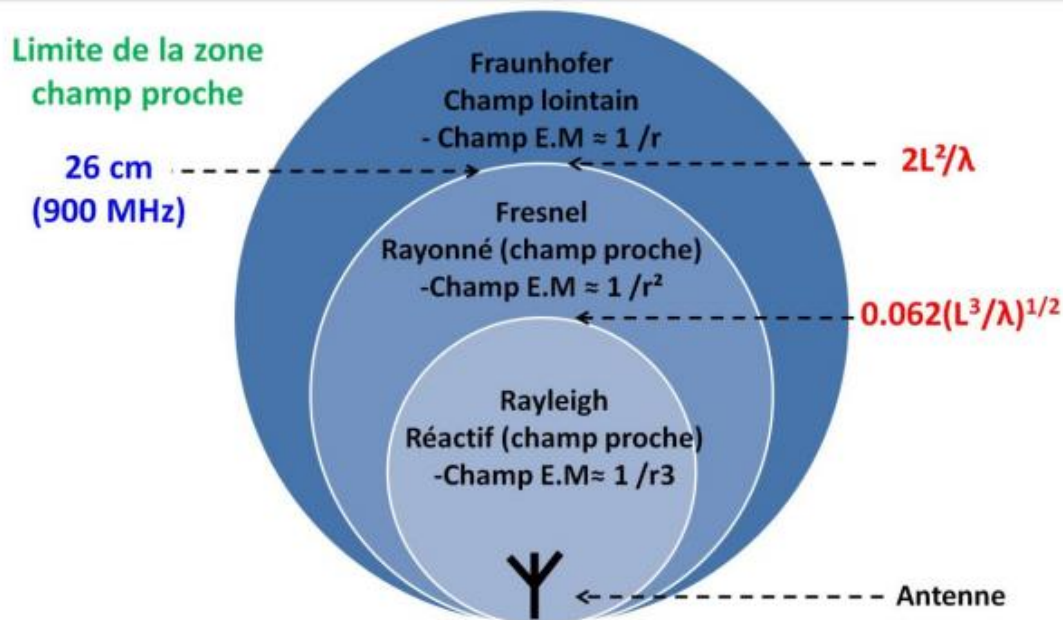 Limite de la zone
champ proche
26 cm
(900 MHz)
Fraunhofer
Champ lointain
- Champ E.M ≈ 1 /r
2L²/λ
Fresnel
Rayonné (champ proche)
-Champ E.M ≈ 1 /r²
0.062(L³/λ)¹/²
Rayleigh
Réactif (champ proche)
-Champ E.M≈ 1 /r3
Antenne